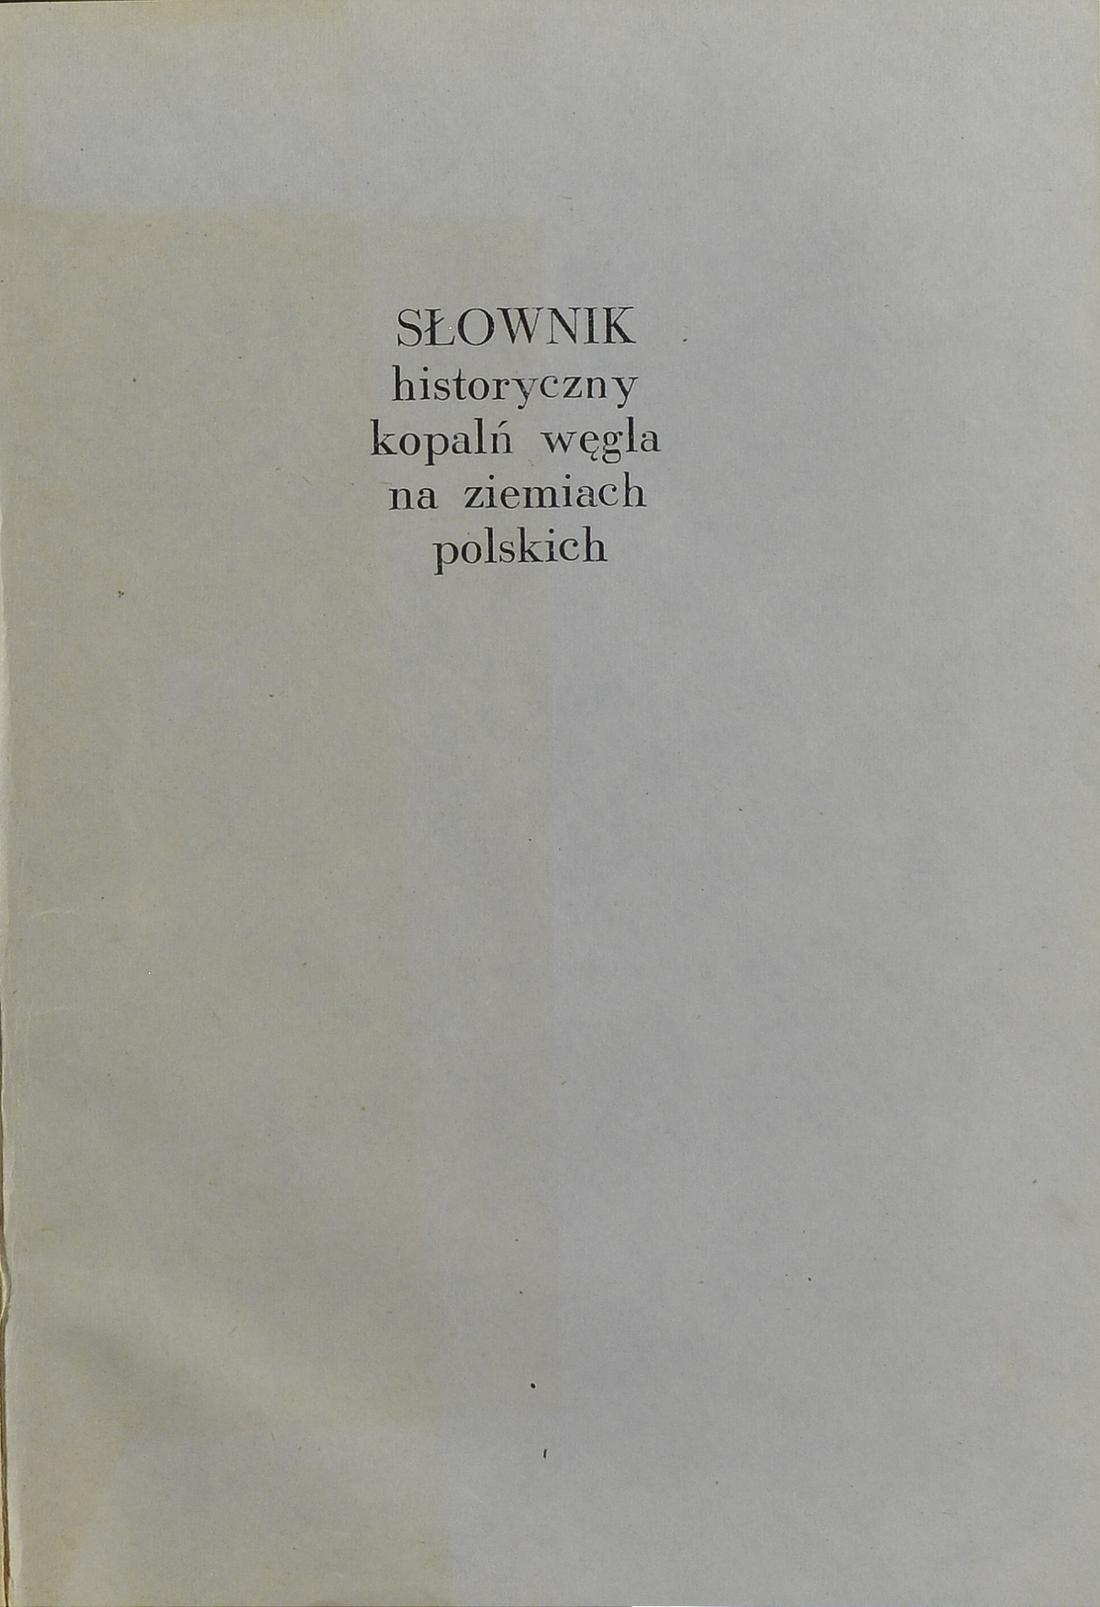 SŁOWNIK
historyczny
kopalń węgla
na ziemiach
polskich